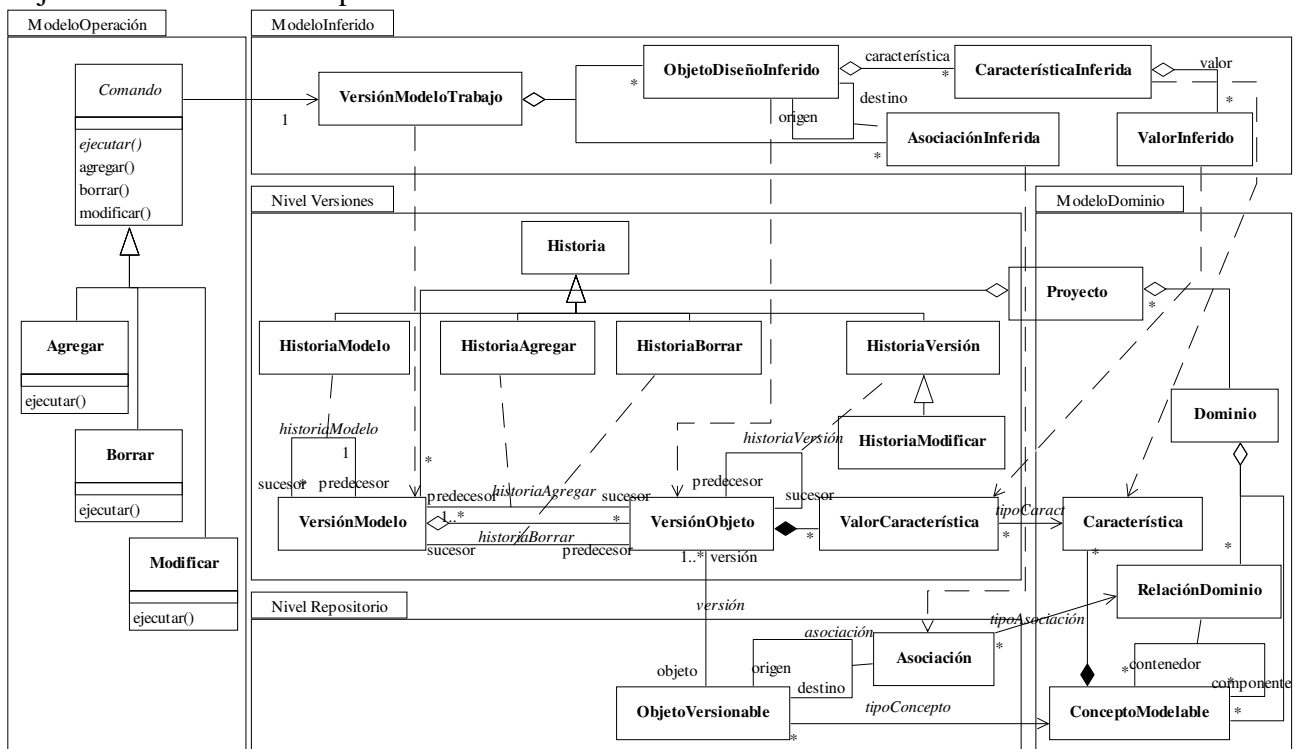 ModeloOperación
ModeloInferido
Comando
ejecutar()
agregar()
borrar()
modificar()
1
VersiónModeloTrabajo
*
ObjetoDiseñoInferido
característica
*
CaracterísticaInferida
valor
*
destino
origen
*
AsociaciónInferida
ValorInferido
Nivel Versiones
ModeloDominio
Historia
Proyecto
*
HistoriaModelo
HistoriaAgregar
HistoriaBorrar
HistoriaVersión
Agregar
ejecutar()
Dominio
HistoriaModificar
historiaModelo
1
historiaVersión
Borrar
ejecutar()
sucesor
*
predecesor
*
predecesor
historiaAgregar
sucesor
predecesor
sucesor
1..*
*
VersiónModelo
VersiónObjeto
*
ValorCaracterística
*
tipoCaract
Característica
*
historiaBorrar
sucesor
predecesor
1..*
versión
*
Modificar
ejecutar()
Nivel Repositorio
RelaciónDominio
versión
asociación
tipoAsociación
Asociación
*
objeto
origen
destino
*
contenedor
*
componente
ObjetoVersionable
*
tipoConcepto
ConceptoModelable
*